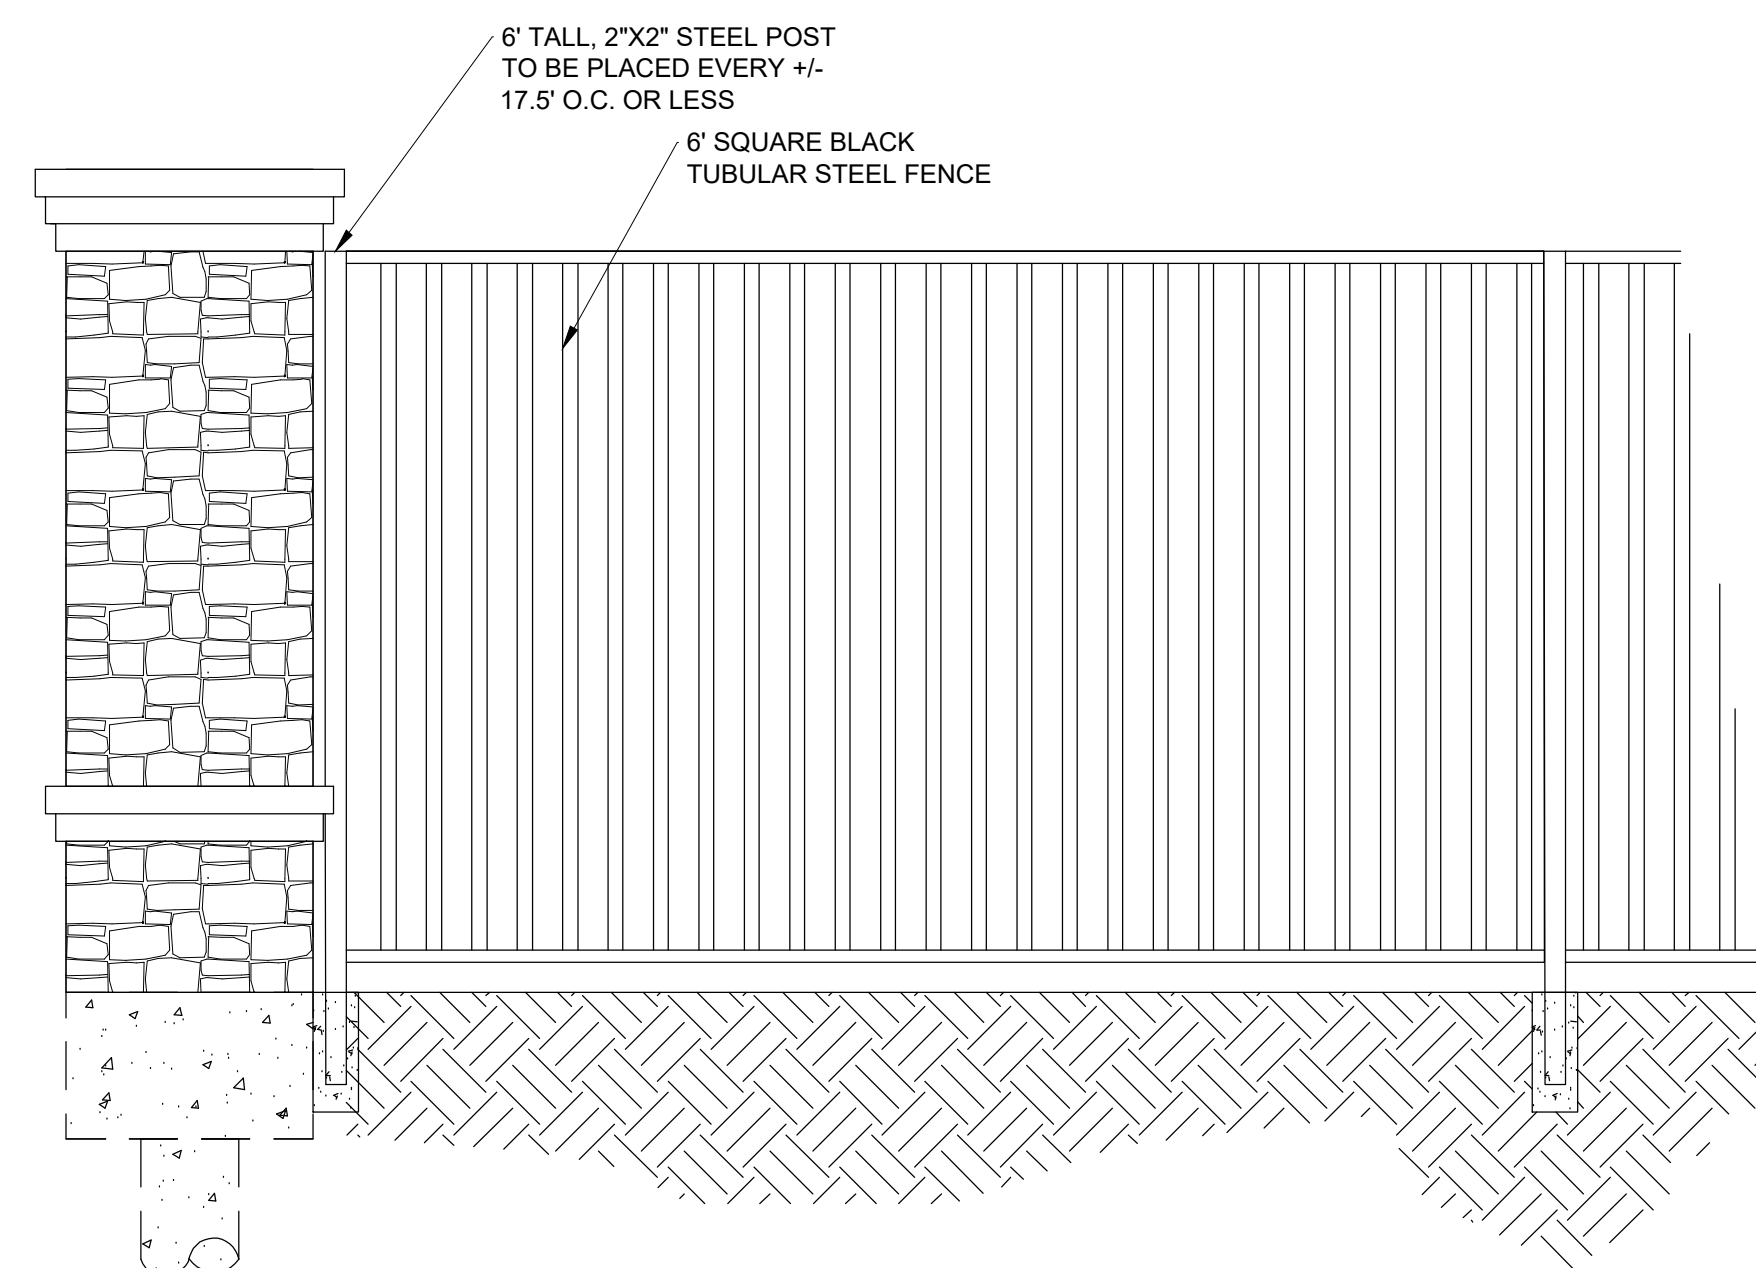 6' TALL, 2"X2" STEEL POST
TO BE PLACED EVERY +/-
17.5' O.C. OR LESS
6' SQUARE BLACK
TUBULAR STEEL FENCE